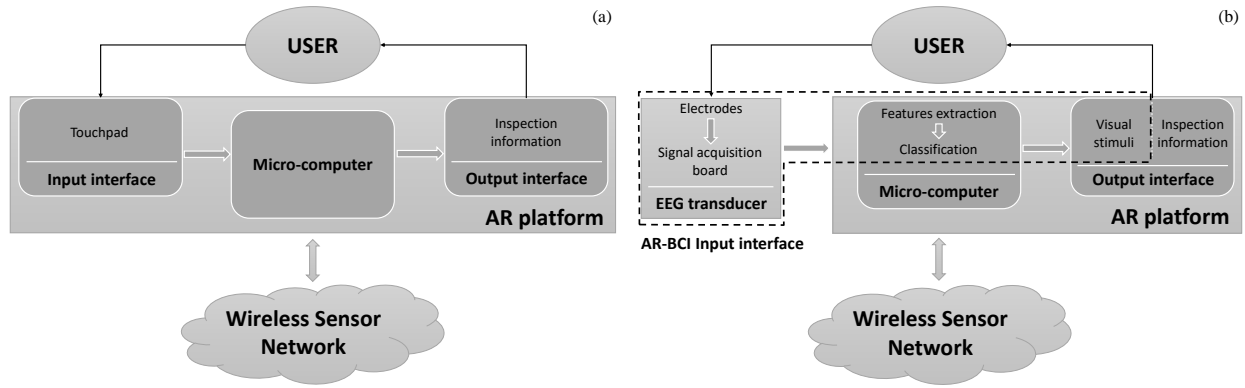 (a)
USER
Touchpad
Input interface
Micro-computer
Inspection
information
Output interface
AR platform
Wireless Sensor
Network
(b)
USER
Electrodes
Signal acquisition
board
EEG transducer
AR-BCI Input interface
Features extraction
Classification
Micro-computer
Visual
stimuli
Inspection
information
Output interface
AR platform
Wireless Sensor
Network